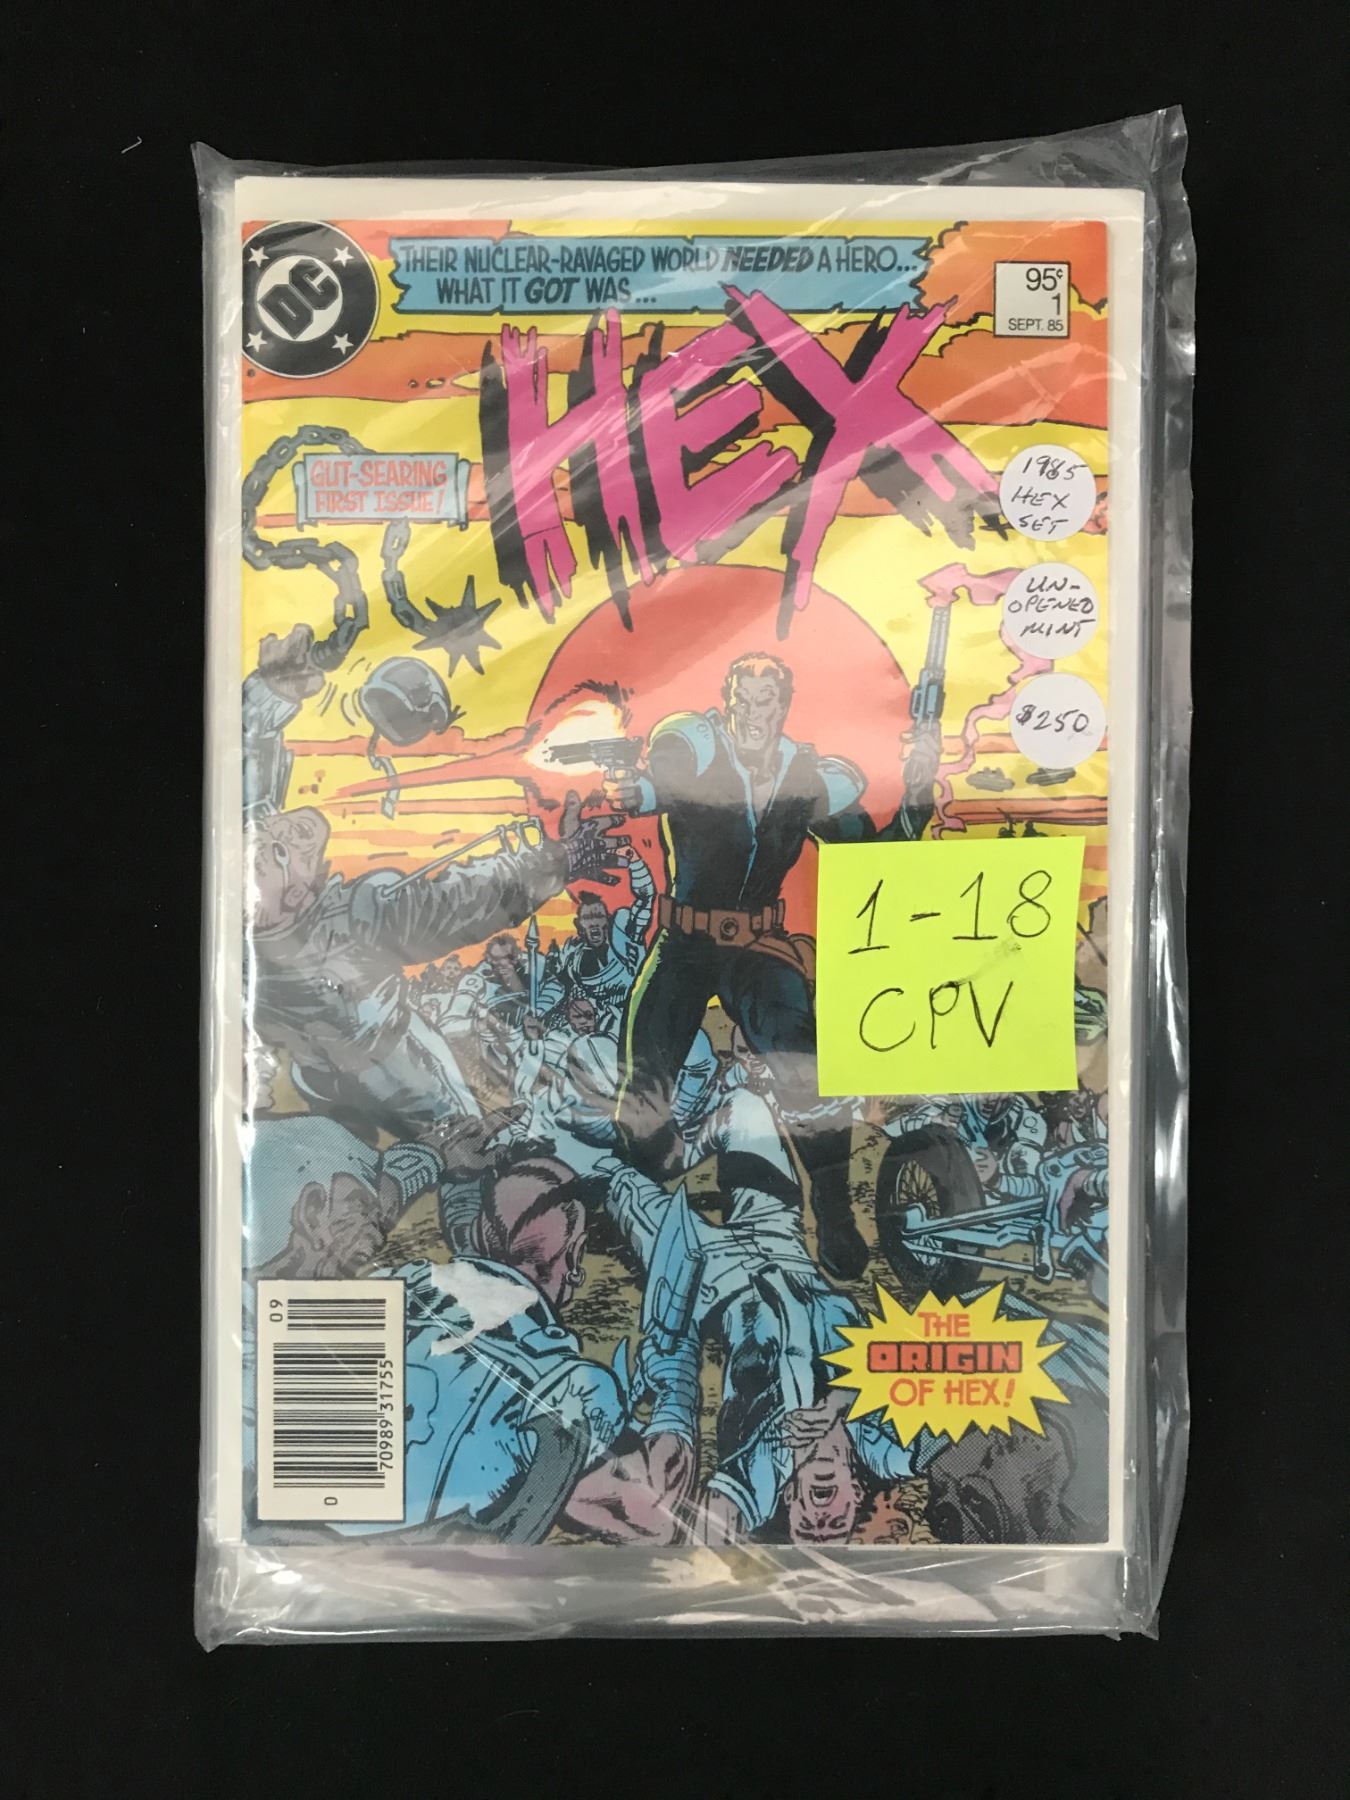 DC
THEIR NUCLEAR-RAVAGED WORLD NEEDED A HERO...
WHAT IT GOT WAS...
HEX
95¢
1
SEPT. 85
GUT-SEARING
FIRST ISSUE!
1985
HEX
SET
UN-
OPENED
MINT
$250
1-18
CPV
THE
ORIGIN
OF HEX!
09
70989 31755
0